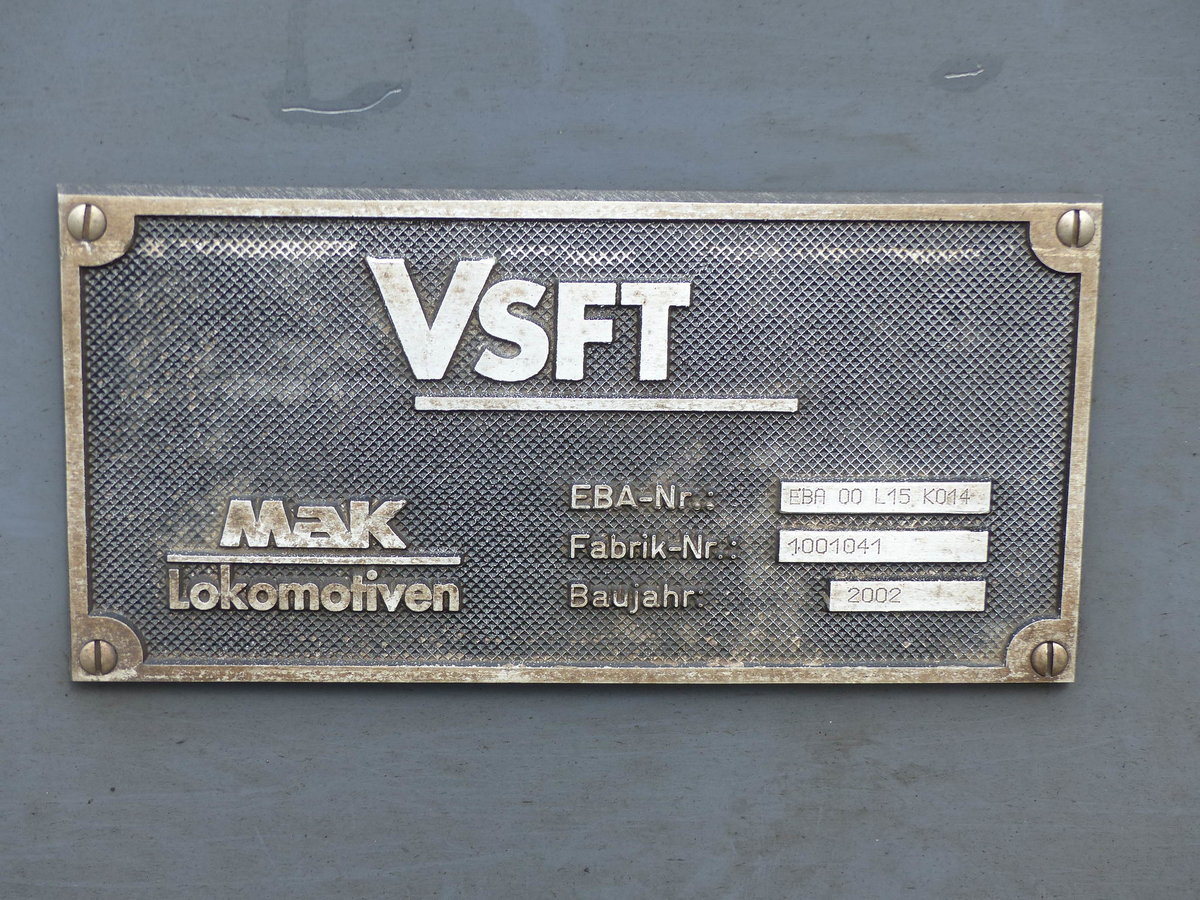 VSFT
MaK
Lokomotiven
EBA-Nr.: EBA 00 L15 K014
Fabrik-Nr.: 1001041
Baujahr: 2002